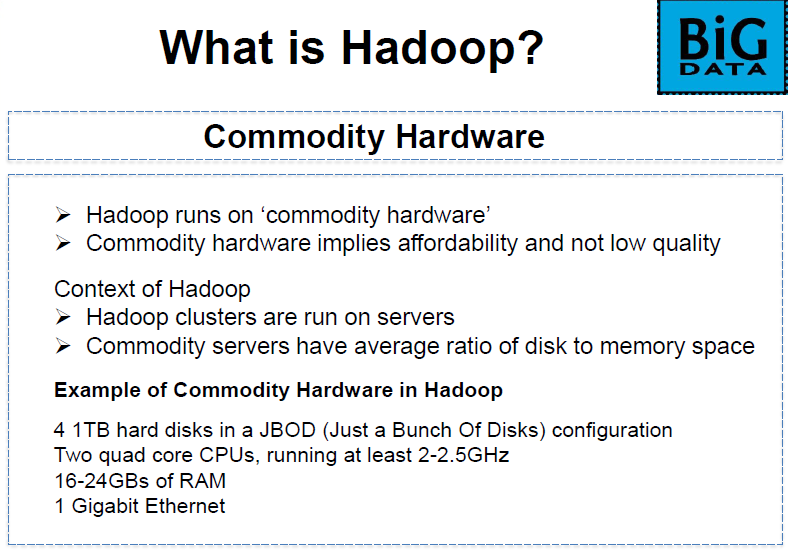 What is Hadoop?
BiG
DATA
Commodity Hardware
➢ Hadoop runs on ‘commodity hardware’
➢ Commodity hardware implies affordability and not low quality
Context of Hadoop
➢ Hadoop clusters are run on servers
➢ Commodity servers have average ratio of disk to memory space
Example of Commodity Hardware in Hadoop
4 1TB hard disks in a JBOD (Just a Bunch Of Disks) configuration
Two quad core CPUs, running at least 2-2.5GHz
16-24GBs of RAM
1 Gigabit Ethernet